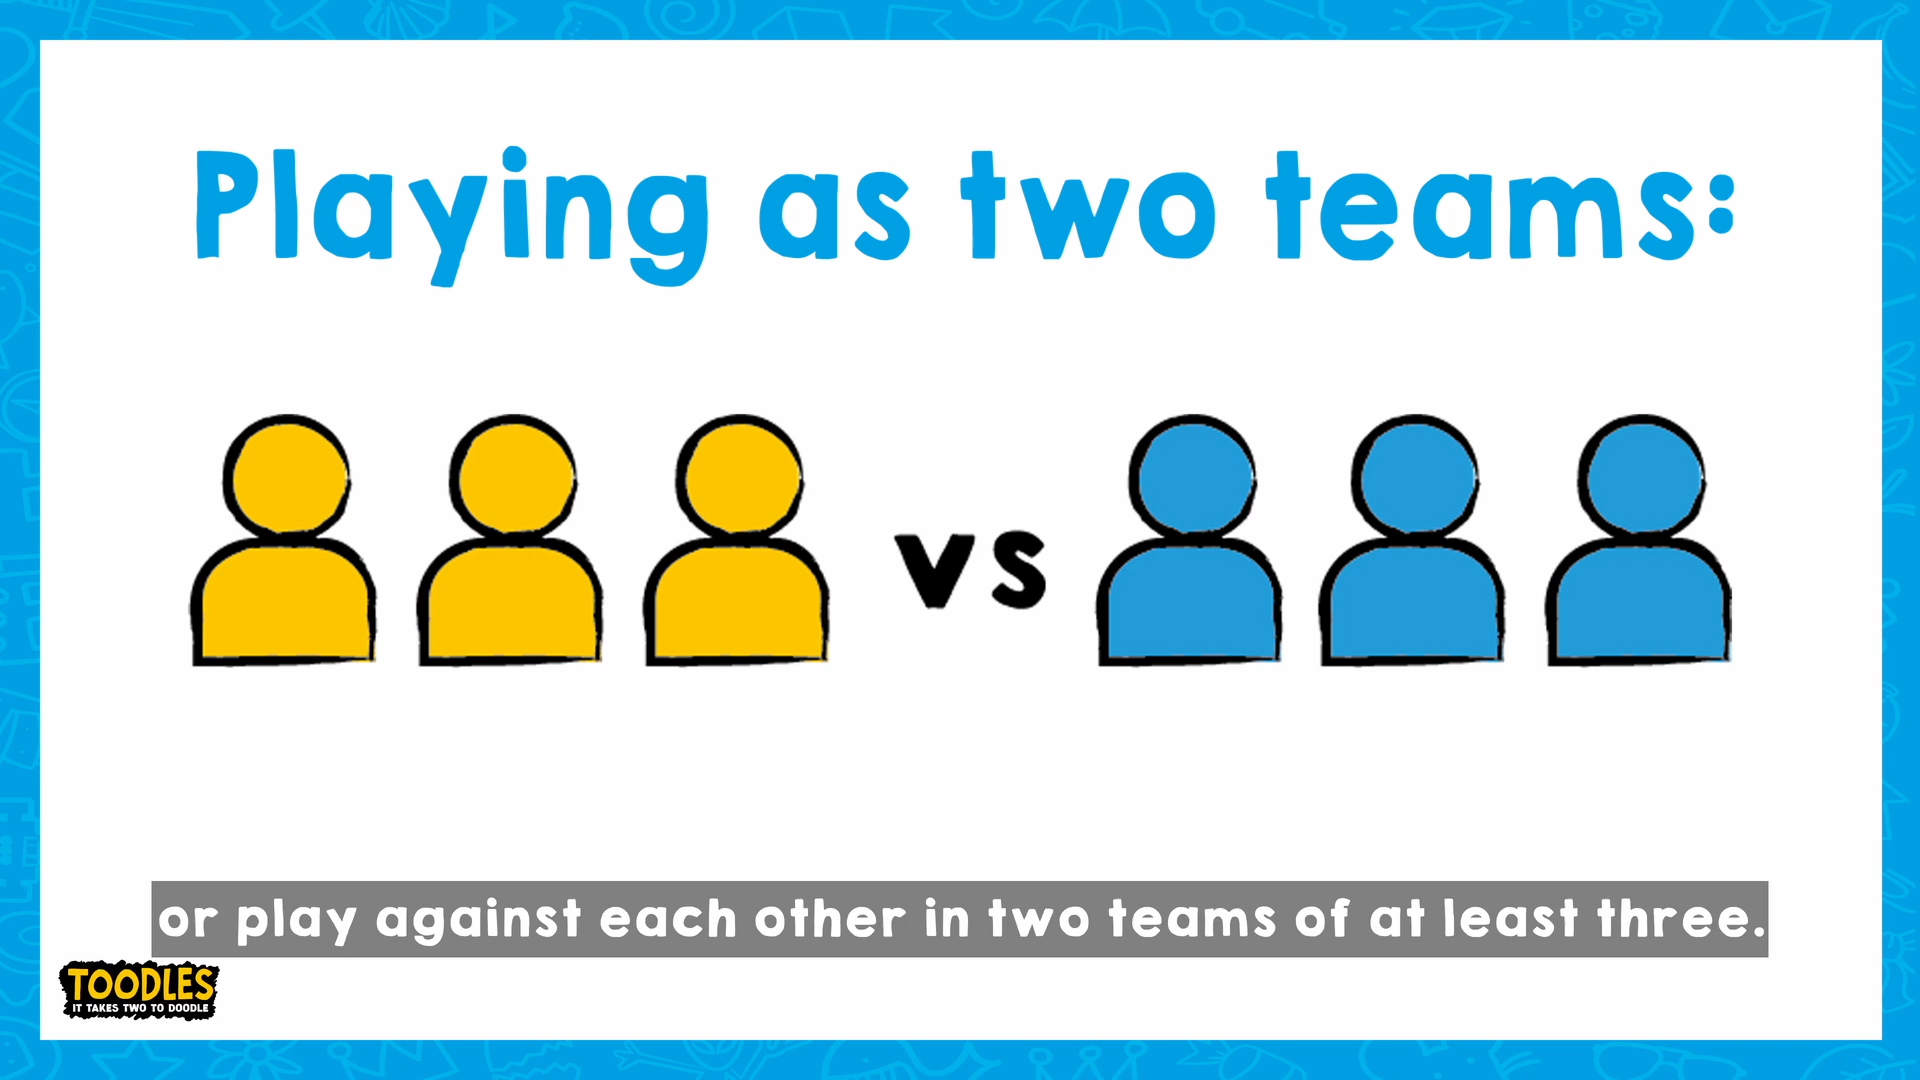 Playing as two teams:
vs
or play against each other in two teams of at least three.
TOODLES
IT TAKES TWO TO DOODLE